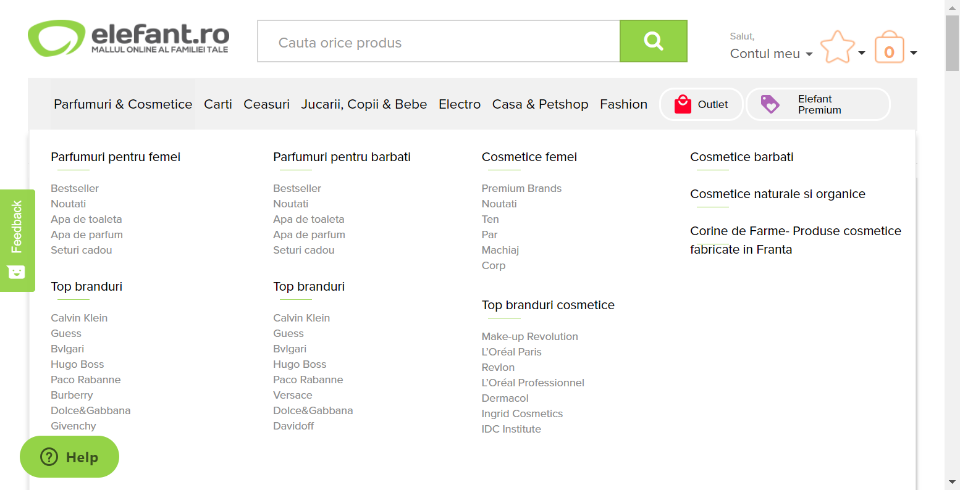 elefant.ro
MALLUL ONLINE AL FAMILIEI TALE
Cauta orice produs
Salut,
Contul meu
0
Parfumuri & Cosmetice
Carti
Ceasuri
Jucarii, Copii & Bebe
Electro
Casa & Petshop
Fashion
Outlet
Elefant
Premium
Parfumuri pentru femei
Bestseller
Noutati
Apa de toaleta
Apa de parfum
Seturi cadou
Top branduri
Calvin Klein
Guess
Bvlgari
Hugo Boss
Paco Rabanne
Burberry
Dolce&Gabbana
Givenchy
Parfumuri pentru barbati
Bestseller
Noutati
Apa de toaleta
Apa de parfum
Seturi cadou
Top branduri
Calvin Klein
Guess
Bvlgari
Hugo Boss
Paco Rabanne
Versace
Dolce&Gabbana
Davidoff
Cosmetice femei
Premium Brands
Noutati
Ten
Par
Machiaj
Corp
Top branduri cosmetice
Make-up Revolution
L'Oréal Paris
Revlon
L'Oréal Professionnel
Dermacol
Ingrid Cosmetics
IDC Institute
Cosmetice barbati
Cosmetice naturale si organice
Corine de Farme- Produse cosmetice
fabricate in Franta
Feedback
Help